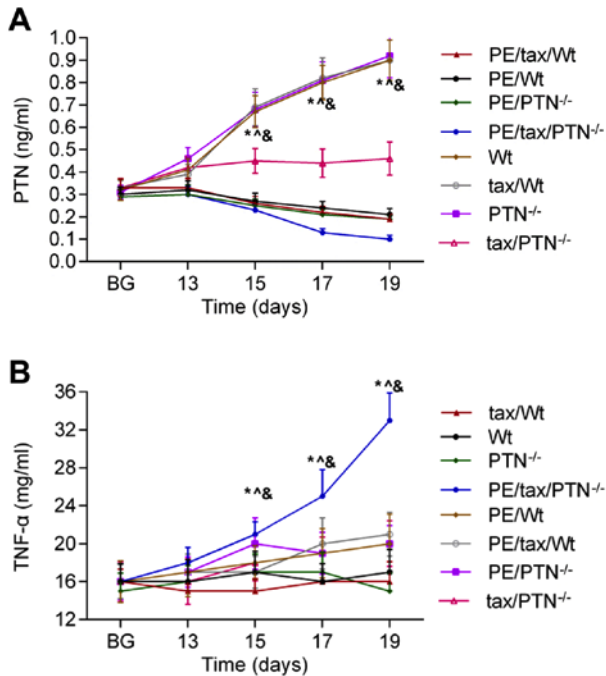 A
PTN (ng/ml)
1.0
0.9
0.8
0.7
0.6
0.5
0.4
0.3
0.2
0.1
0.0
*^&
*^&
*^&
BG 13 15 17 19
Time (days)
PE/tax/Wt
PE/Wt
PE/PTN⁻/⁻
PE/tax/PTN⁻/⁻
Wt
tax/Wt
PTN⁻/⁻
tax/PTN⁻/⁻
B
TNF-α (mg/ml)
36
32
28
24
20
16
12
*^&
*^&
*^&
BG 13 15 17 19
Time (days)
tax/Wt
Wt
PTN⁻/⁻
PE/tax/PTN⁻/⁻
PE/Wt
PE/tax/Wt
PE/PTN⁻/⁻
tax/PTN⁻/⁻